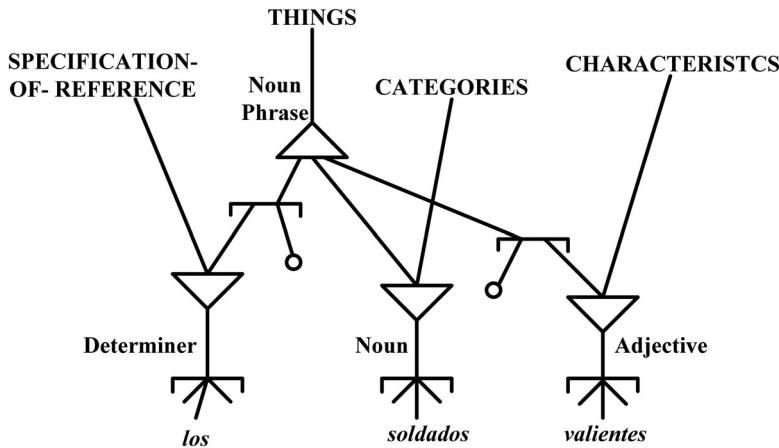 THINGS
SPECIFICATION-
OF- REFERENCE
Noun
Phrase
CATEGORIES
CHARACTERISTCS
Determiner
Noun
Adjective
los
soldados
valientes